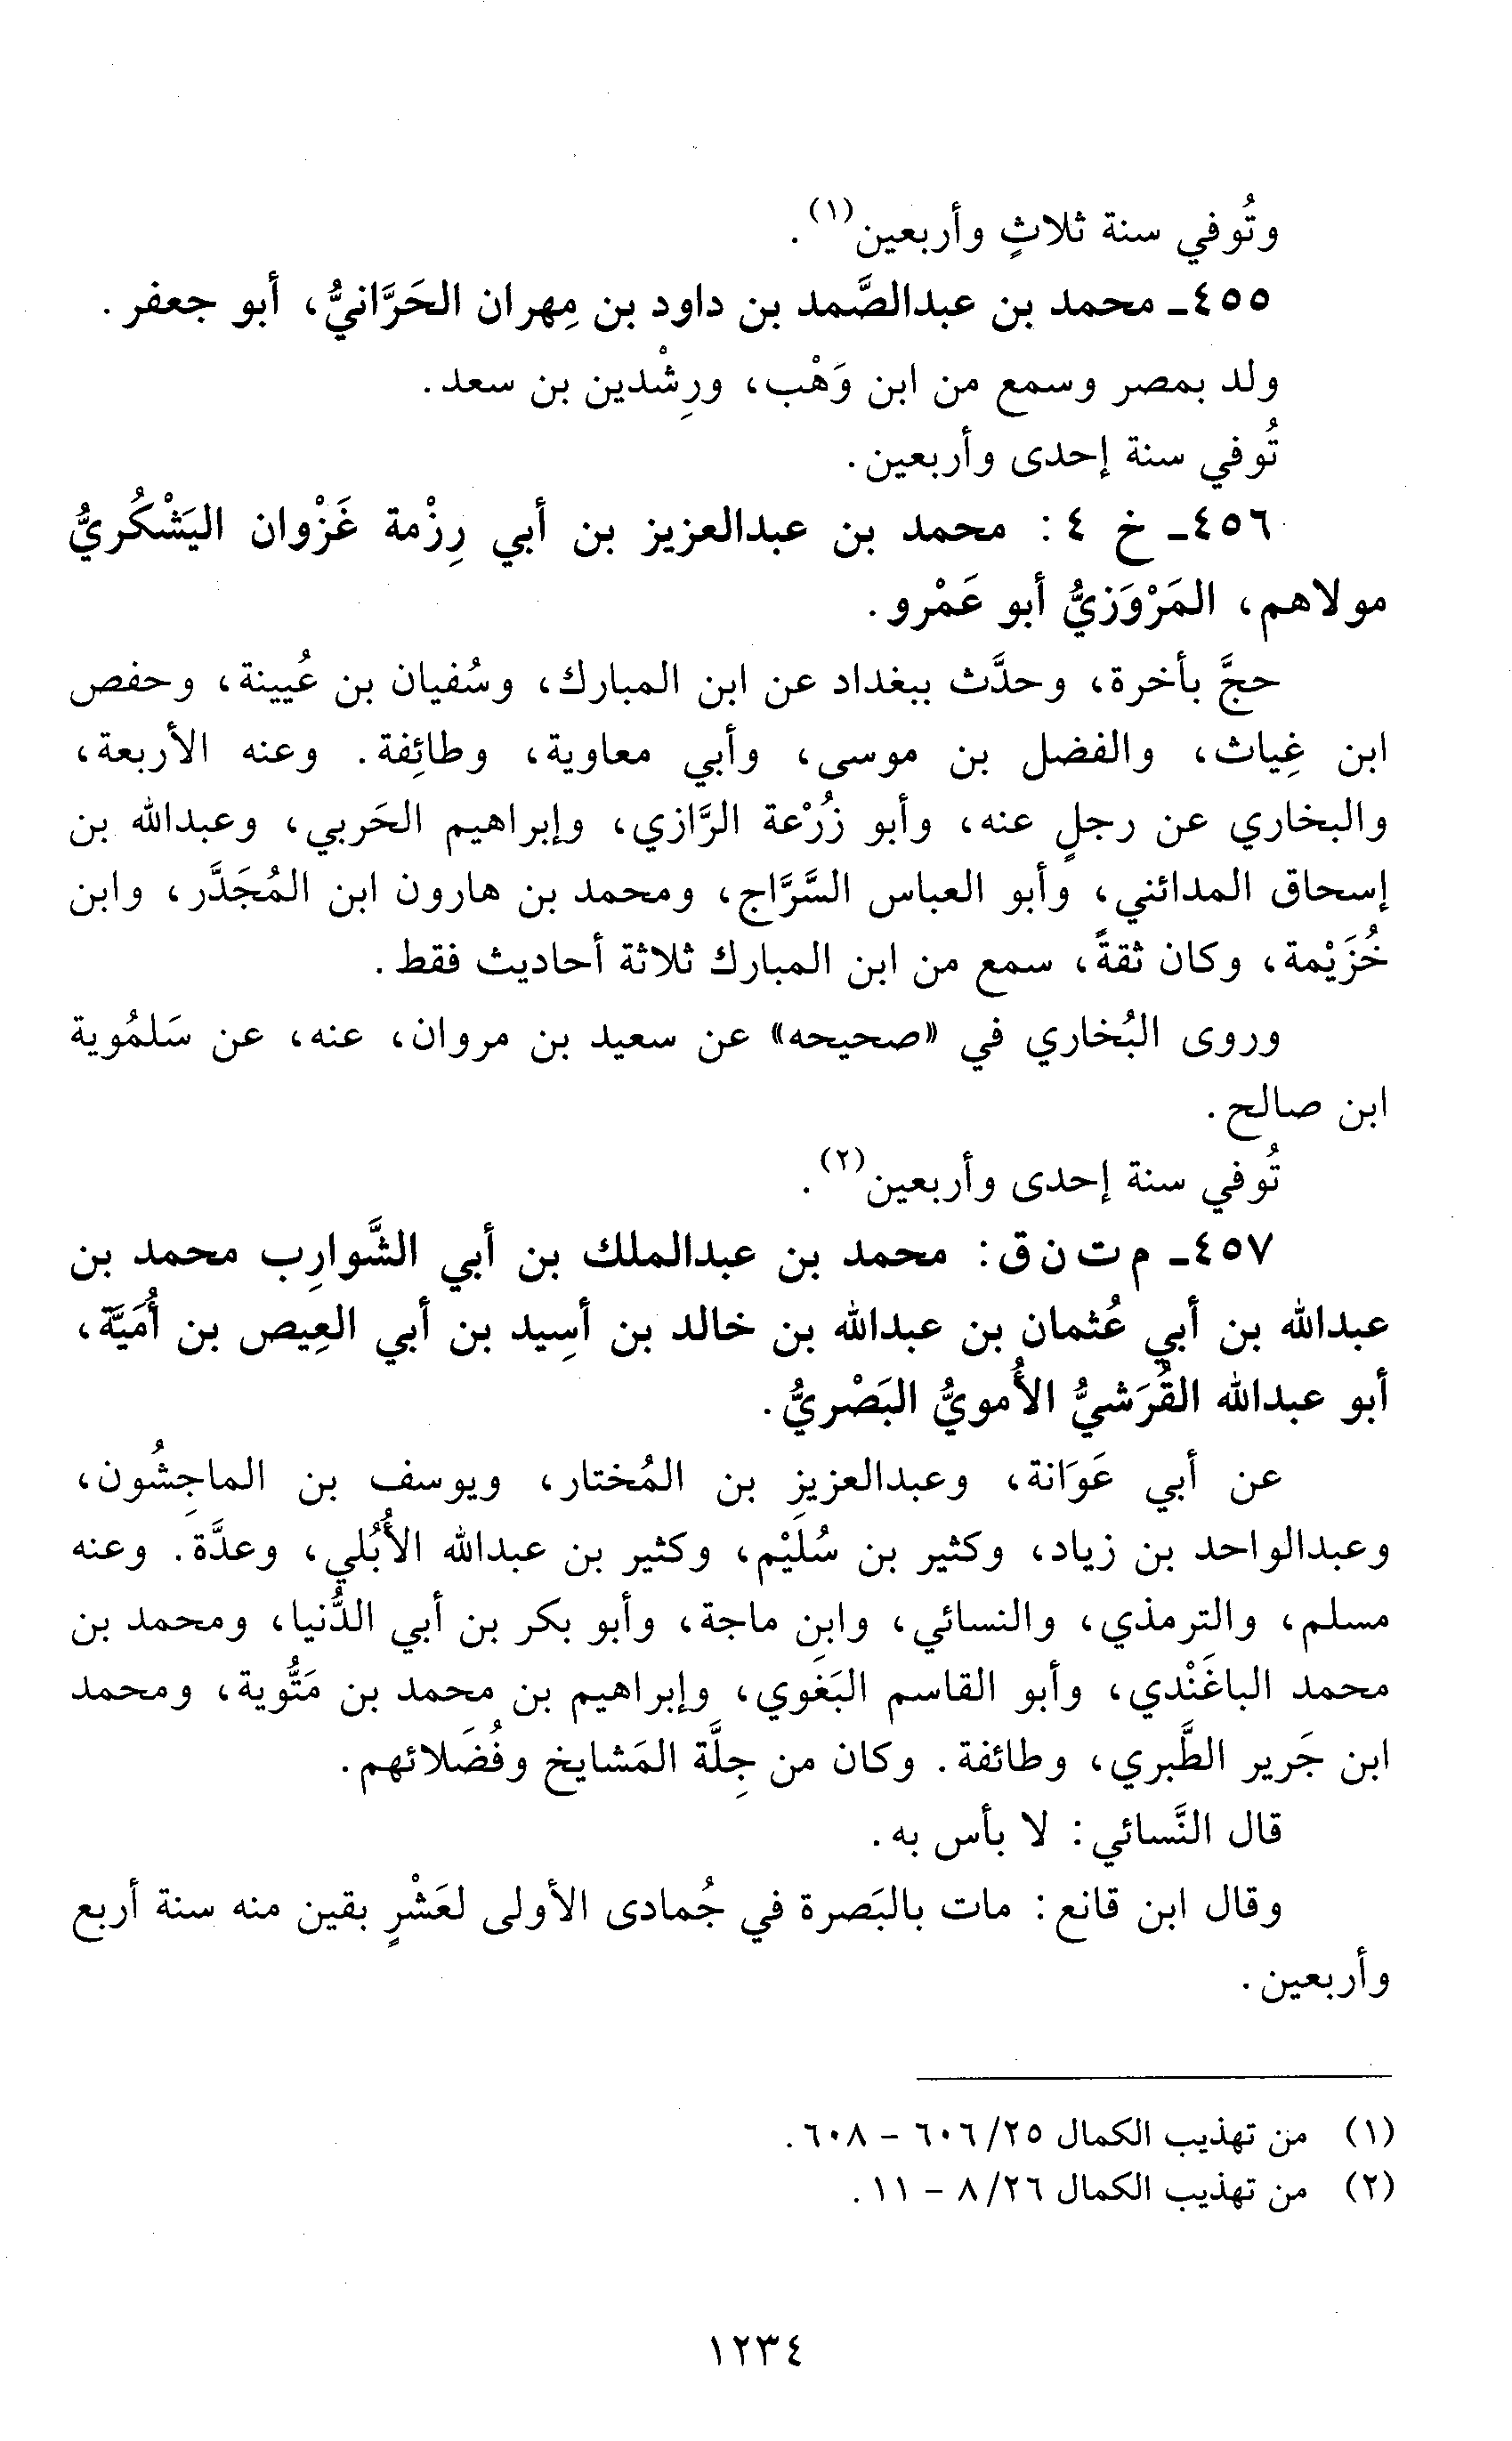 وتُوفي سنة ثلاثٍ وأربعين(١).
٤٥٥ـ محمد بن عبدالصَّمد بن داود بن مِهران الحَرَّانيُّ، أبو جعفر.
ولد بمصر وسمع من ابن وَهْب، ورِشْدين بن سعد.
تُوفي سنة إحدى وأربعين.
٤٥٦ـ خ ٤: محمد بن عبدالعزيز بن أبي رِزْمة غَزْوان اليَشْكُريُّ
مولاهم، المَرْوَزيُّ أبو عَمْرو.
حجَّ بأخرة، وحدَّث ببغداد عن ابن المبارك، وسُفيان بن عُيينة، وحفص
ابن غِياث، والفضل بن موسى، وأبي معاوية، وطائِفة. وعنه الأربعة،
والبخاري عن رجلٍ عنه، وأبو زُرْعة الرَّازي، وإبراهيم الحَربي، وعبدالله بن
إسحاق المدائني، وأبو العباس السَّرَّاج، ومحمد بن هارون ابن المُجَدَّر، وابن
خُزَيْمة، وكان ثقةً، سمع من ابن المبارك ثلاثة أحاديث فقط.
وروى البُخاري في «صحيحه» عن سعيد بن مروان، عنه، عن سَلمُوية
ابن صالح.
تُوفي سنة إحدى وأربعين(٢).
٤٥٧ـ م ت ن ق: محمد بن عبدالملك بن أبي الشَّوارِب محمد بن
عبدالله بن أبي عُثمان بن عبدالله بن خالد بن أسِيد بن أبي العِيص بن أُمَيَّة،
أبو عبدالله القُرَشيُّ الأُمويُّ البَصْريُّ.
عن أبي عَوَانة، وعبدالعزيز بن المُختار، ويوسف بن الماجِشُون،
وعبدالواحد بن زياد، وكثير بن سُلَيْم، وكثير بن عبدالله الأُبُلي، وعدَّة. وعنه
مسلم، والترمذي، والنسائي، وابن ماجة، وأبو بكر بن أبي الدُّنيا، ومحمد بن
محمد الباغَنْدي، وأبو القاسم البَغَوي، وإبراهيم بن محمد بن مَتُّوية، ومحمد
ابن جَرير الطَّبري، وطائفة. وكان من جِلَّة المَشايخ وفُضَلائهم.
قال النَّسائي: لا بأس به.
وقال ابن قانع: مات بالبَصرة في جُمادى الأولى لعَشْرٍ بقين منه سنة أربع
وأربعين.
(١) من تهذيب الكمال ٢٥/ ٦٠٦ - ٦٠٨.
(٢) من تهذيب الكمال ٢٦/ ٨ - ١١.
١٢٣٤